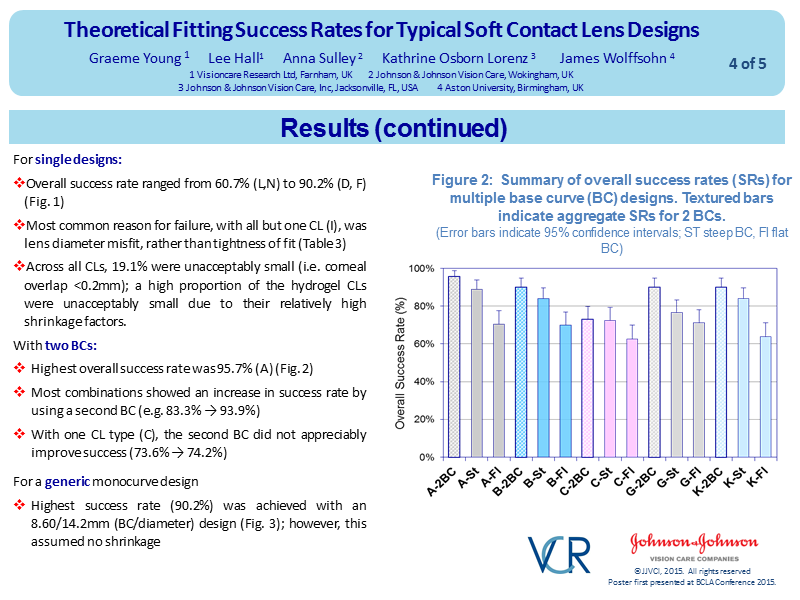 Theoretical Fitting Success Rates for Typical Soft Contact Lens Designs
Graeme Young 1 Lee Hall1 Anna Sulley 2 Kathrine Osborn Lorenz 3 James Wolffsohn 4
1 Visioncare Research Ltd, Farnham, UK 2 Johnson & Johnson Vision Care, Wokingham, UK
3 Johnson & Johnson Vision Care, Inc, Jacksonville, FL, USA 4 Aston University, Birmingham, UK
4 of 5
Results (continued)
For single designs:
❖Overall success rate ranged from 60.7% (L,N) to 90.2% (D, F)
(Fig. 1)
❖Most common reason for failure, with all but one CL (I), was
lens diameter misfit, rather than tightness of fit (Table 3)
❖Across all CLs, 19.1% were unacceptably small (i.e. corneal
overlap <0.2mm); a high proportion of the hydrogel CLs
were unacceptably small due to their relatively high
shrinkage factors.
With two BCs:
❖ Highest overall success rate was 95.7% (A) (Fig. 2)
❖ Most combinations showed an increase in success rate by
using a second BC (e.g. 83.3% → 93.9%)
❖ With one CL type (C), the second BC did not appreciably
improve success (73.6% → 74.2%)
For a generic monocurve design
❖ Highest success rate (90.2%) was achieved with an
8.60/14.2mm (BC/diameter) design (Fig. 3); however, this
assumed no shrinkage
Figure 2: Summary of overall success rates (SRs) for
multiple base curve (BC) designs. Textured bars
indicate aggregate SRs for 2 BCs.
(Error bars indicate 95% confidence intervals; ST steep BC, Fl flat
BC)
Overall Success Rate (%)
100%
80%
60%
40%
20%
0%
A-2BC
A-St
A-Fl
B-2BC
B-St
B-Fl
C-2BC
C-St
C-Fl
G-2BC
G-St
G-Fl
K-2BC
K-St
K-Fl
VCR
Johnson & Johnson
VISION CARE COMPANIES
©JJVCI, 2015. All rights reserved
Poster first presented at BCLA Conference 2015.